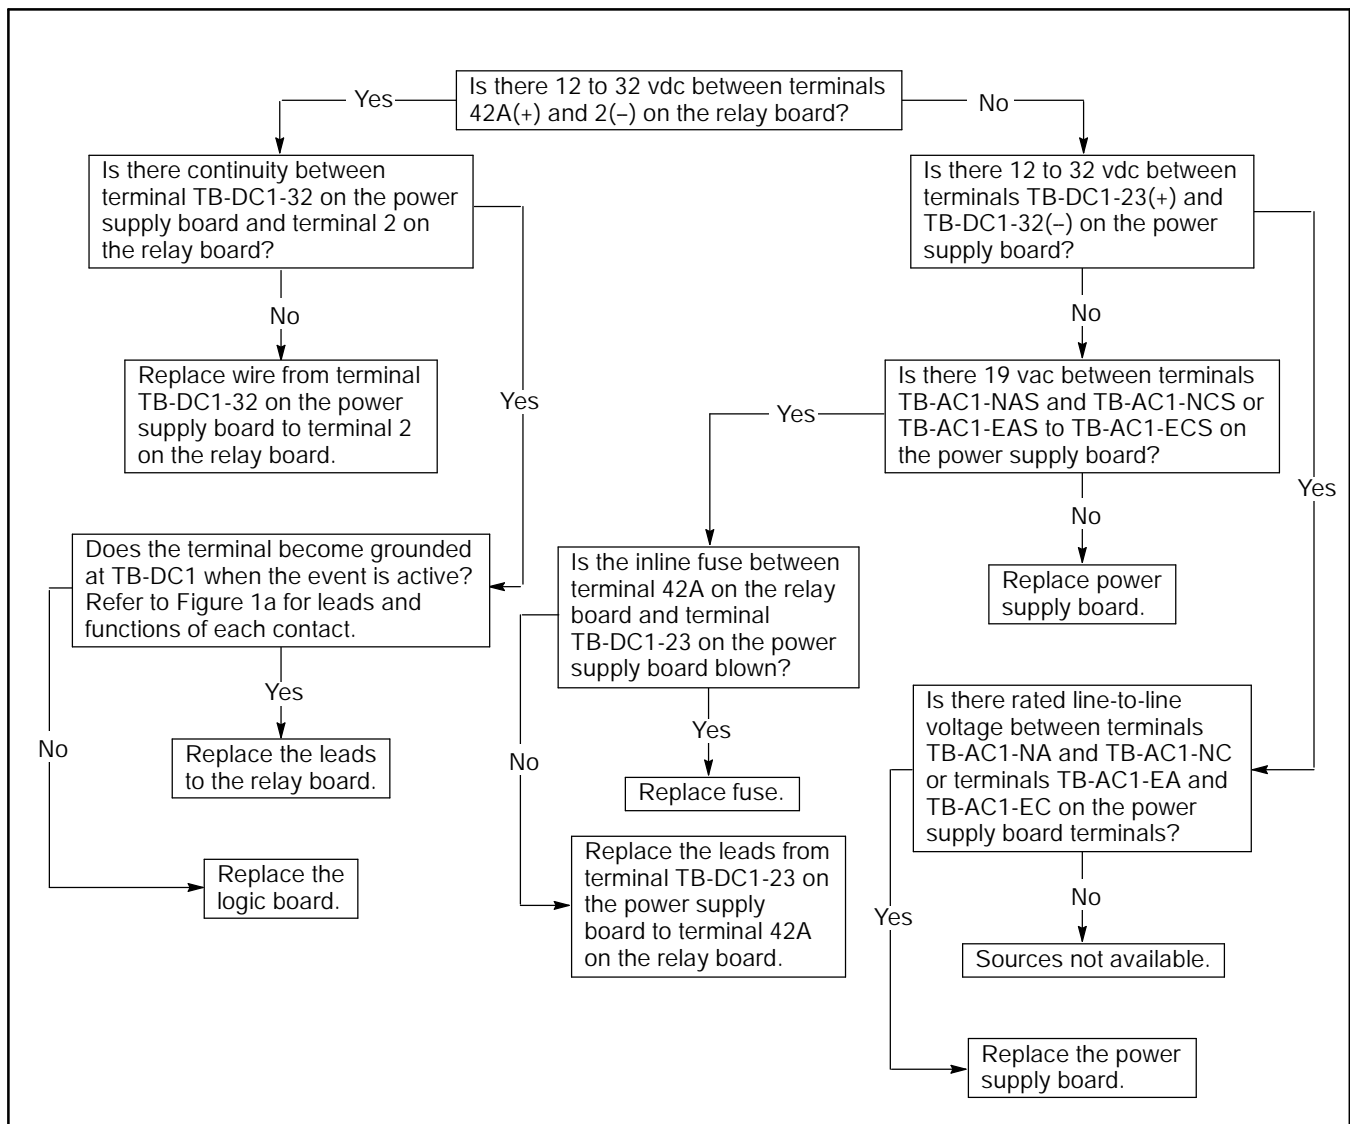 Is there 12 to 32 vdc between terminals
42A(+) and 2(–) on the relay board?
Yes
No
Is there continuity between
terminal TB-DC1-32 on the power
supply board and terminal 2 on
the relay board?
Is there 12 to 32 vdc between
terminals TB-DC1-23(+) and
TB-DC1-32(–) on the power
supply board?
No
No
Replace wire from terminal
TB-DC1-32 on the power
supply board to terminal 2
on the relay board.
Yes
Yes
Is there 19 vac between terminals
TB-AC1-NAS and TB-AC1-NCS or
TB-AC1-EAS to TB-AC1-ECS on
the power supply board?
Yes
No
Does the terminal become grounded
at TB-DC1 when the event is active?
Refer to Figure 1a for leads and
functions of each contact.
Is the inline fuse between
terminal 42A on the relay
board and terminal
TB-DC1-23 on the power
supply board blown?
Replace power
supply board.
Yes
No
Yes
No
Replace the leads
to the relay board.
Replace fuse.
Is there rated line-to-line
voltage between terminals
TB-AC1-NA and TB-AC1-NC
or terminals TB-AC1-EA and
TB-AC1-EC on the power
supply board terminals?
Replace the
logic board.
Replace the leads from
terminal TB-DC1-23 on
the power supply
board to terminal 42A
on the relay board.
Yes
No
Sources not available.
Replace the power
supply board.